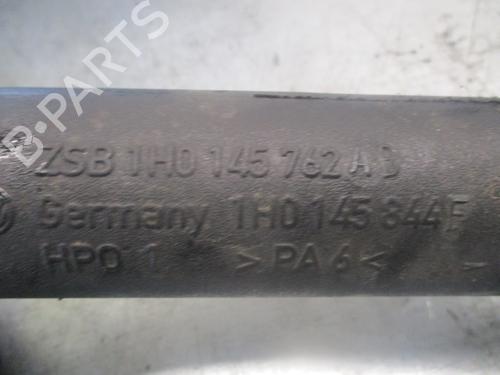 B-Parts
ZSB 1H0 145 762 A
Germany 1H0 145 844 F
HPO 1 > PA 6 <